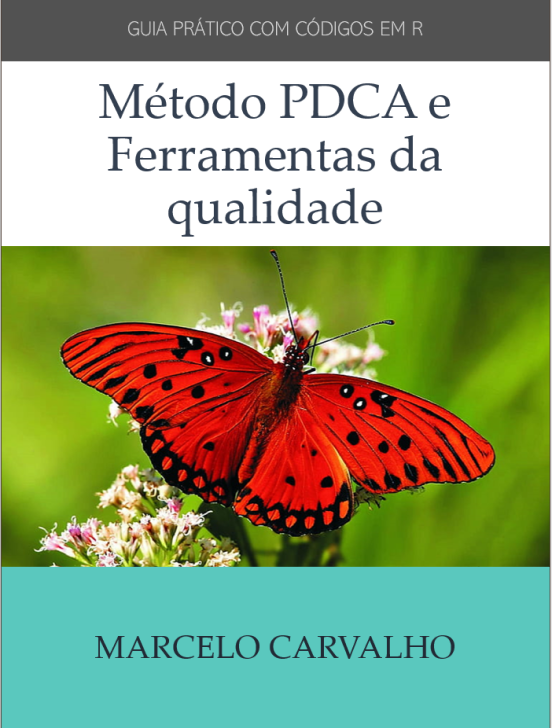 GUIA PRÁTICO COM CÓDIGOS EM R
Método PDCA e
Ferramentas da
qualidade
MARCELO CARVALHO